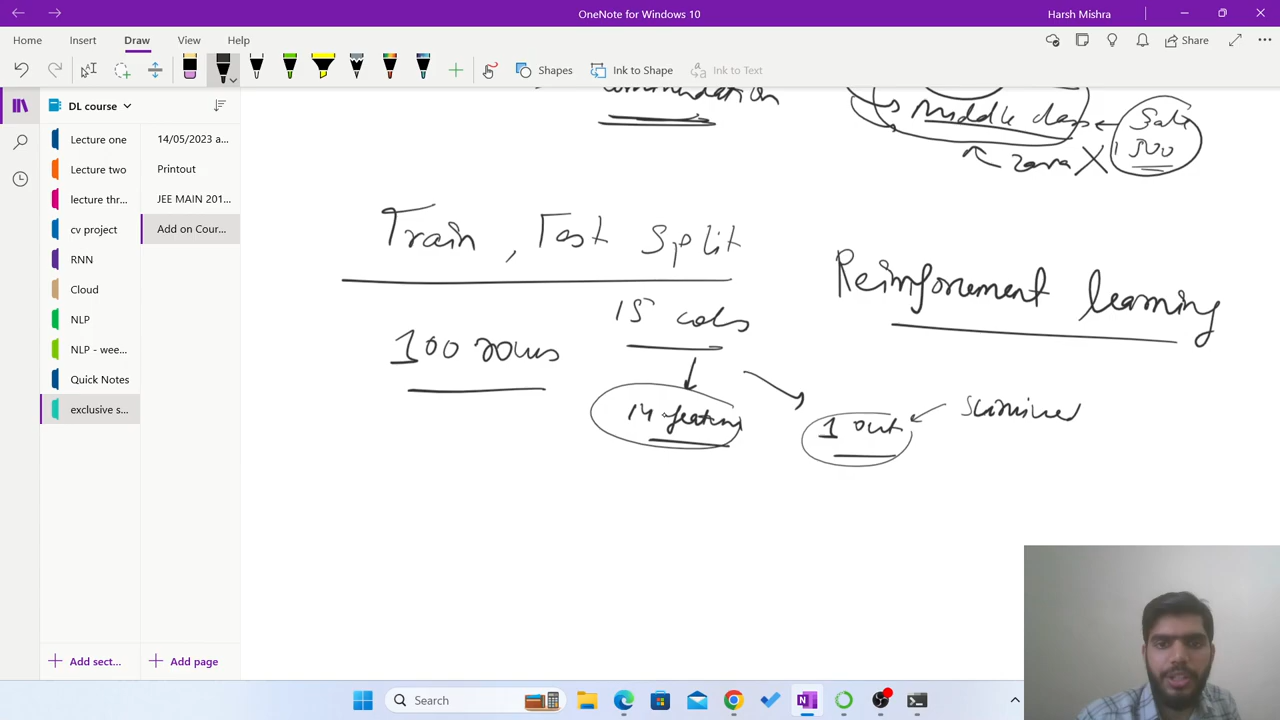 OneNote for Windows 10
Harsh Mishra
Home Insert Draw View Help
Share
Shapes
Ink to Shape
Ink to Text
DL course
Lecture one
Lecture two
lecture thr...
cv project
RNN
Cloud
NLP
NLP - wee...
Quick Notes
exclusive s...
14/05/2023 a...
Printout
JEE MAIN 201...
Add on Cour...
middle class
Sale
500
zara X
Train, Test Split
Reinforement learning
15 cols
100 rows
14 features
1 out
Add sect...
Add page
Search